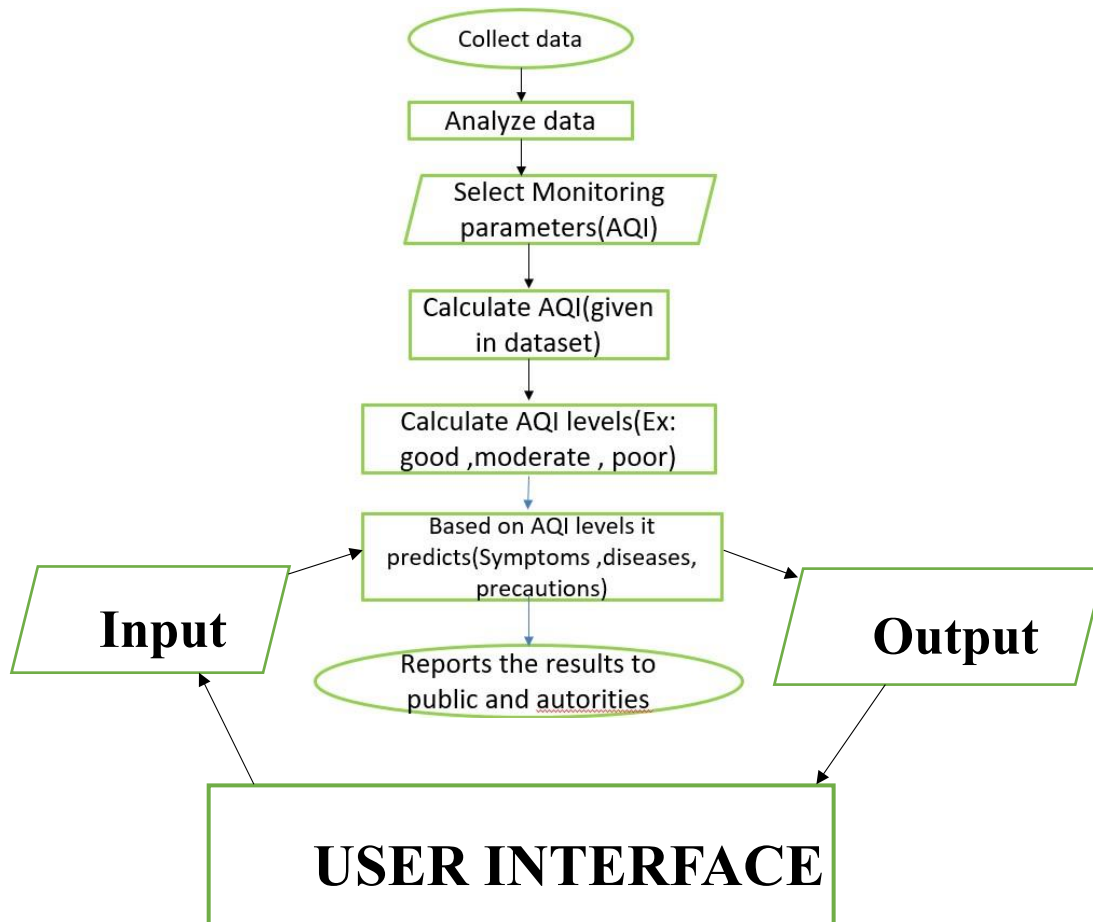 Collect data
Analyze data
Select Monitoring
parameters(AQI)
Calculate AQI(given
in dataset)
Calculate AQI levels(Ex:
good ,moderate , poor)
Based on AQI levels it
predicts(Symptoms ,diseases,
precautions)
Input
Output
Reports the results to
public and autorities
USER INTERFACE